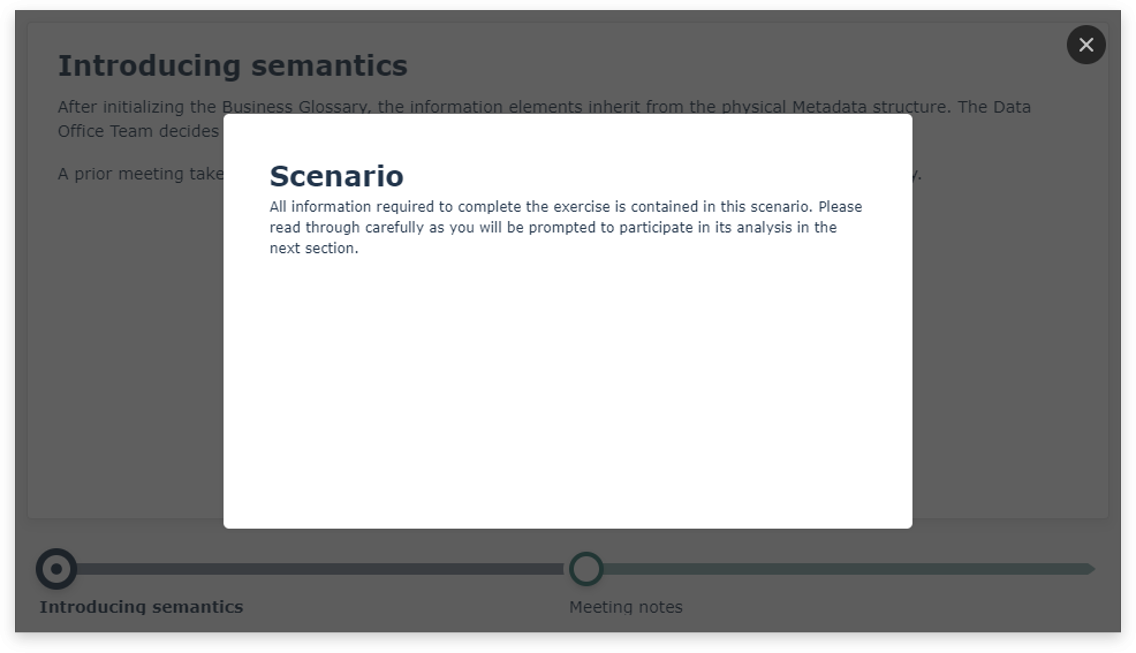 Introducing semantics
After initializing the Business Glossary, the information elements inherit from the physical Metadata structure. The Data
Office Team decides
A prior meeting take
y.
Scenario
All information required to complete the exercise is contained in this scenario. Please
read through carefully as you will be prompted to participate in its analysis in the
next section.
Introducing semantics
Meeting notes